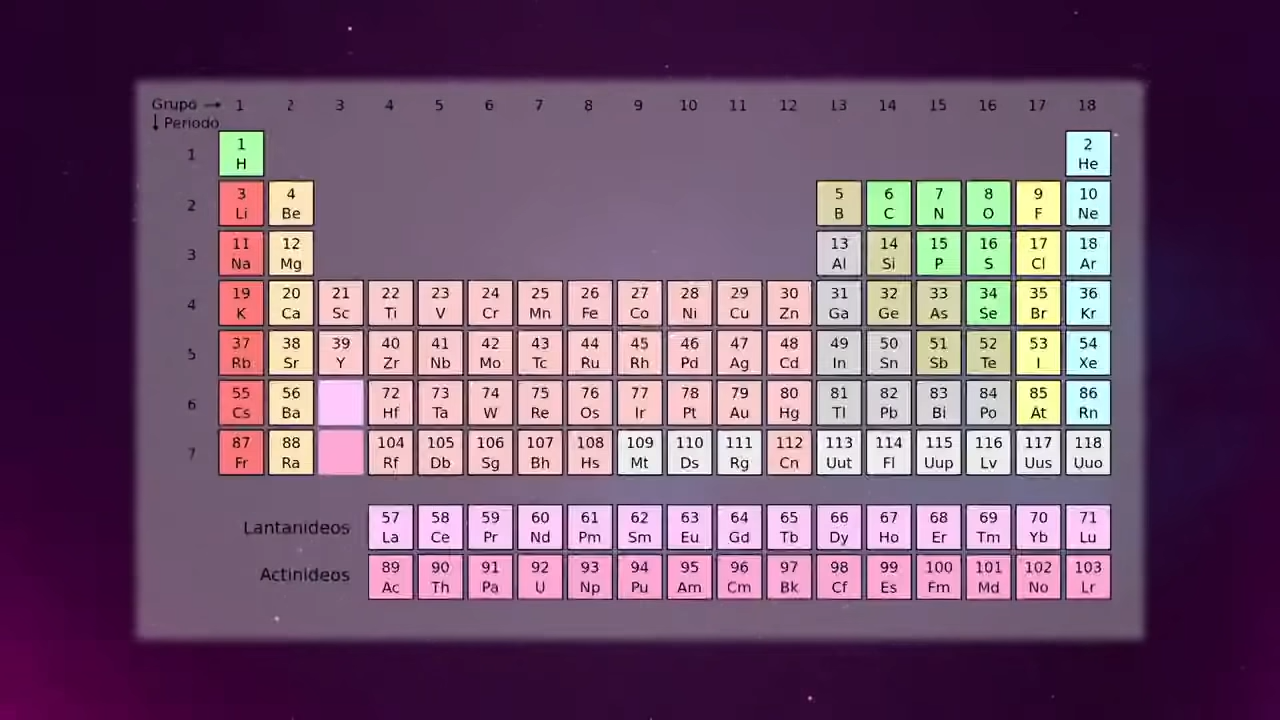 Grupo → 1 2 3 4 5 6 7 8 9 10 11 12 13 14 15 16 17 18
↓ Periodo
1 2
1 H He
3 4 5 6 7 8 9 10
2 Li Be B C N O F Ne
11 12 13 14 15 16 17 18
3 Na Mg Al Si P S Cl Ar
19 20 21 22 23 24 25 26 27 28 29 30 31 32 33 34 35 36
4 K Ca Sc Ti V Cr Mn Fe Co Ni Cu Zn Ga Ge As Se Br Kr
37 38 39 40 41 42 43 44 45 46 47 48 49 50 51 52 53 54
5 Rb Sr Y Zr Nb Mo Tc Ru Rh Pd Ag Cd In Sn Sb Te I Xe
55 56 72 73 74 75 76 77 78 79 80 81 82 83 84 85 86
6 Cs Ba Hf Ta W Re Os Ir Pt Au Hg Tl Pb Bi Po At Rn
87 88 104 105 106 107 108 109 110 111 112 113 114 115 116 117 118
7 Fr Ra Rf Db Sg Bh Hs Mt Ds Rg Cn Uut Fl Uup Lv Uus Uuo
57 58 59 60 61 62 63 64 65 66 67 68 69 70 71
Lantanideos La Ce Pr Nd Pm Sm Eu Gd Tb Dy Ho Er Tm Yb Lu
89 90 91 92 93 94 95 96 97 98 99 100 101 102 103
Actinideos Ac Th Pa U Np Pu Am Cm Bk Cf Es Fm Md No Lr